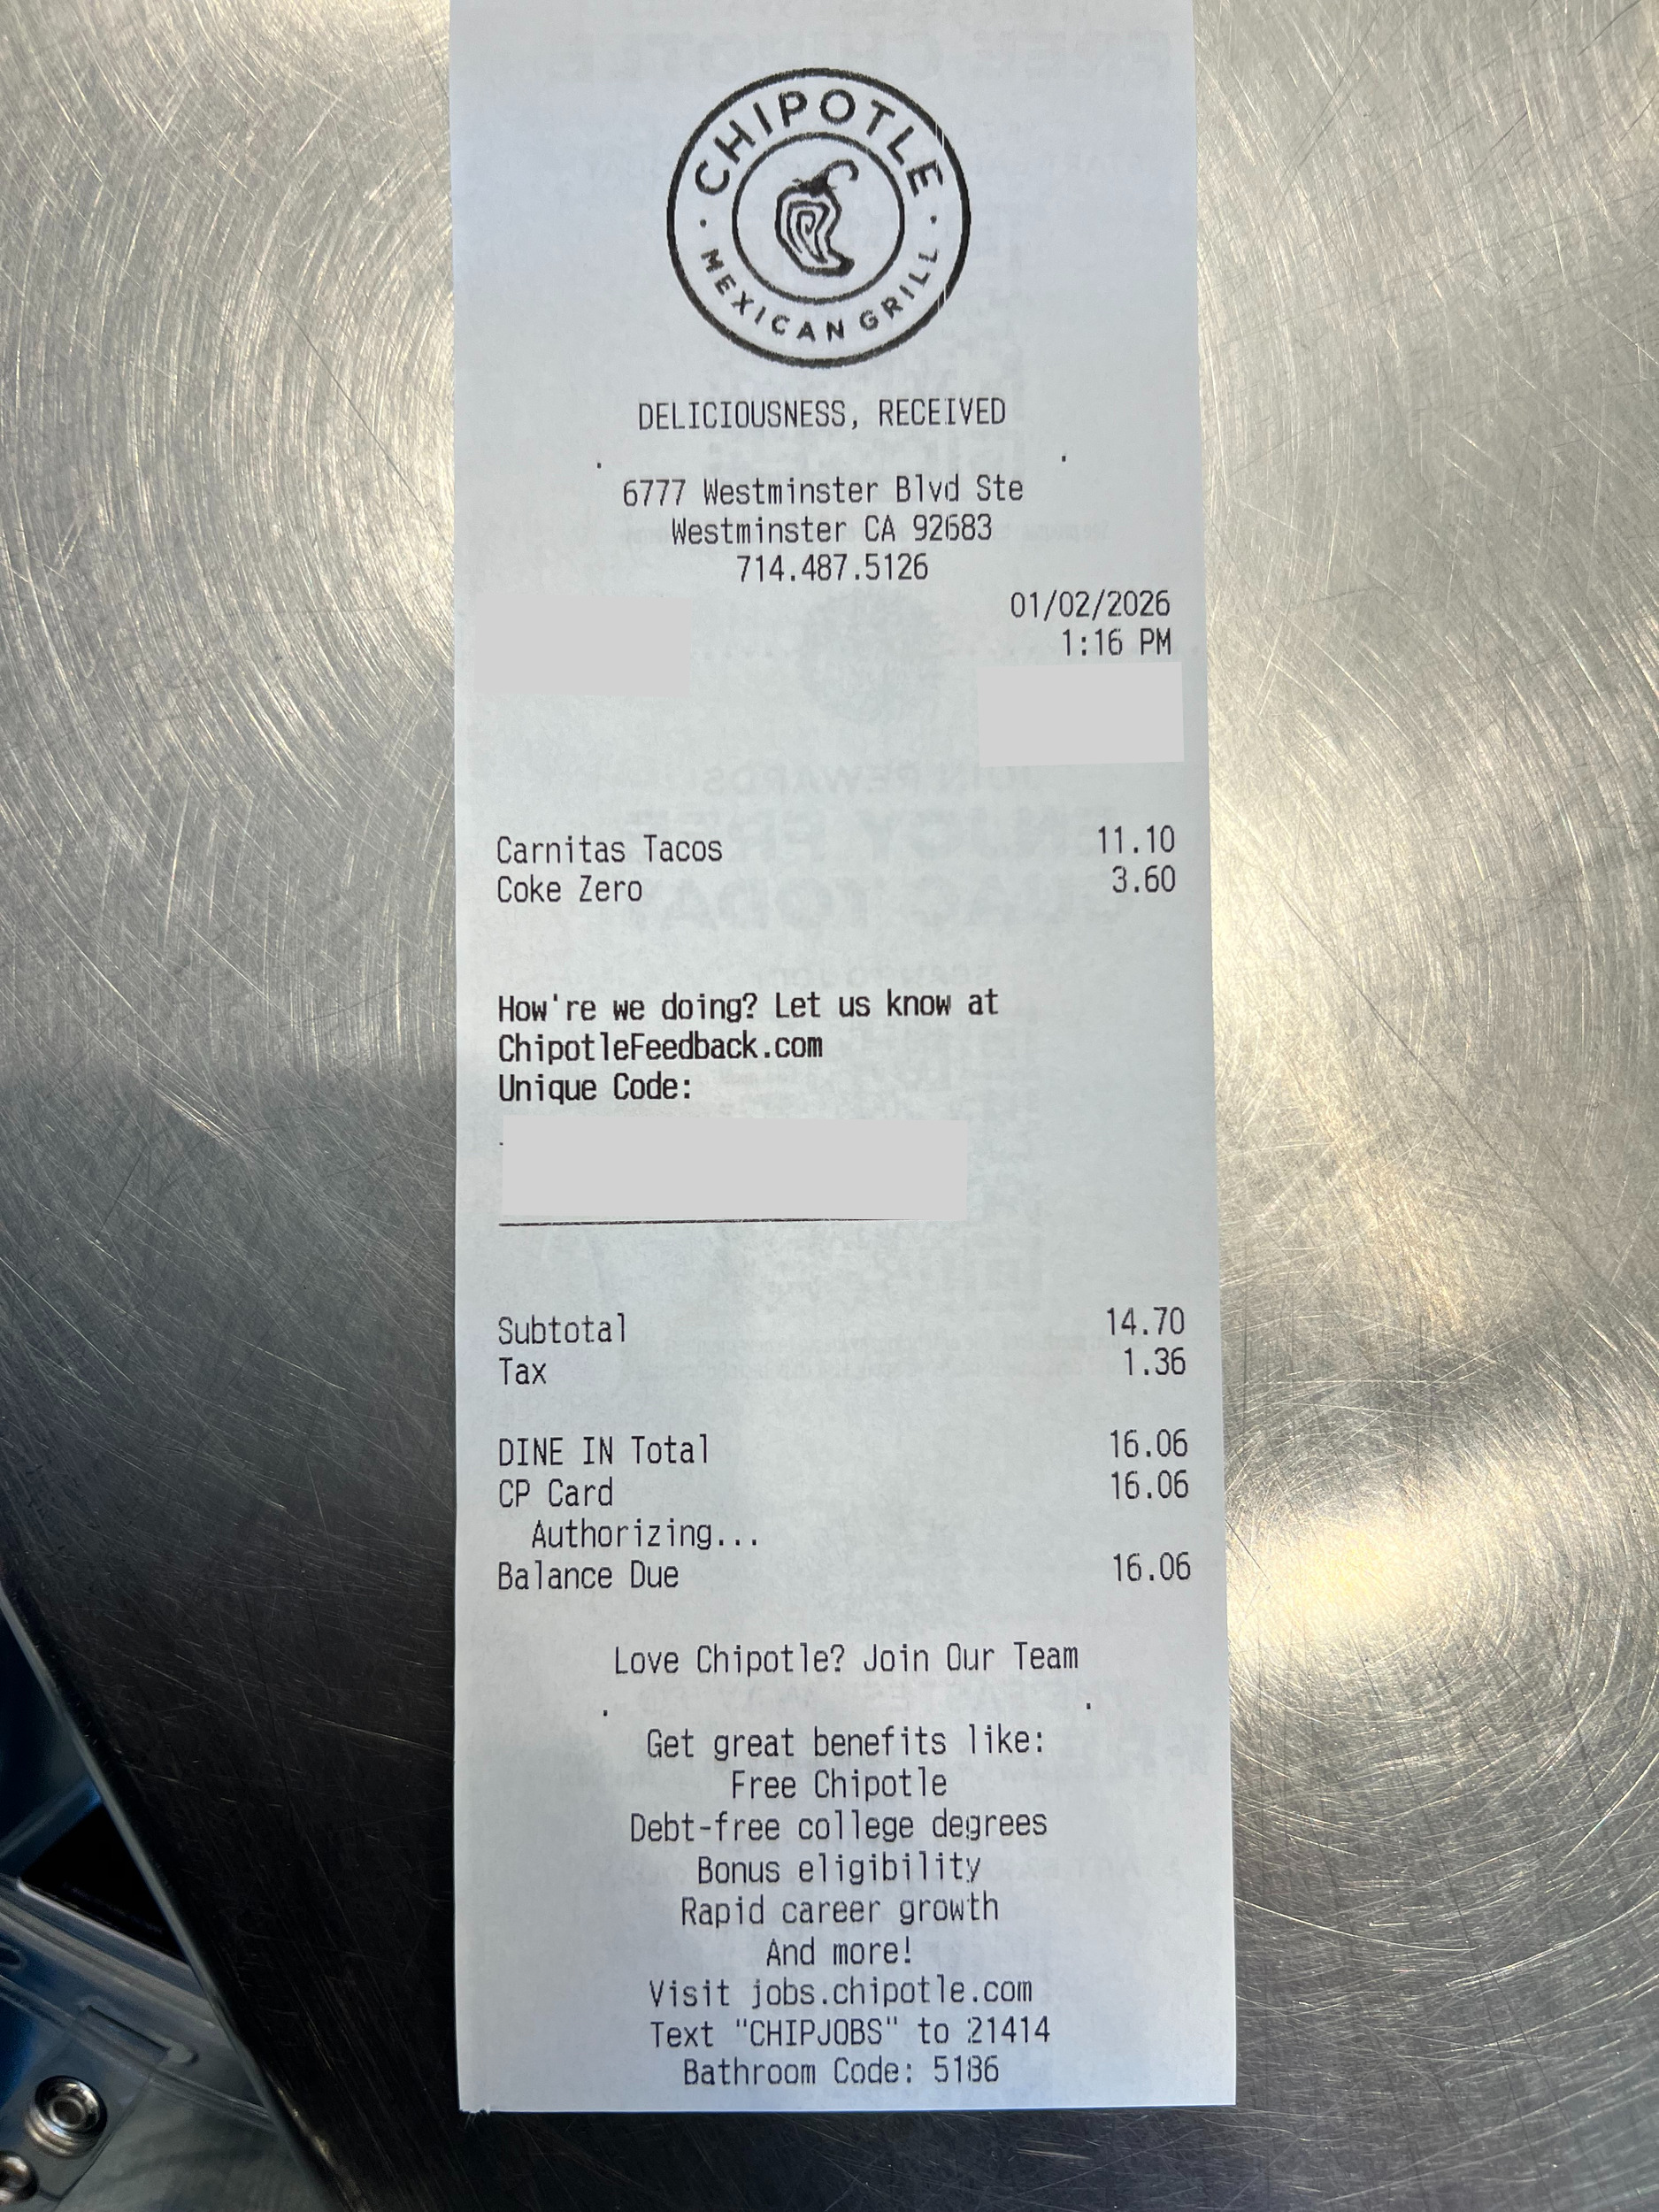 CHIPOTLE
MEXICAN GRILL
DELICIOUSNESS, RECEIVED
6777 Westminster Blvd Ste
Westminster CA 92683
714.487.5126
01/02/2026
1:16 PM
Carnitas Tacos 11.10
Coke Zero 3.60
How're we doing? Let us know at
ChipotleFeedback.com
Unique Code:
Subtotal 14.70
Tax 1.36
DINE IN Total 16.06
CP Card 16.06
Authorizing...
Balance Due 16.06
Love Chipotle? Join Our Team
Get great benefits like:
Free Chipotle
Debt-free college degrees
Bonus eligibility
Rapid career growth
And more!
Visit jobs.chipotle.com
Text "CHIPJOBS" to 21414
Bathroom Code: 5186